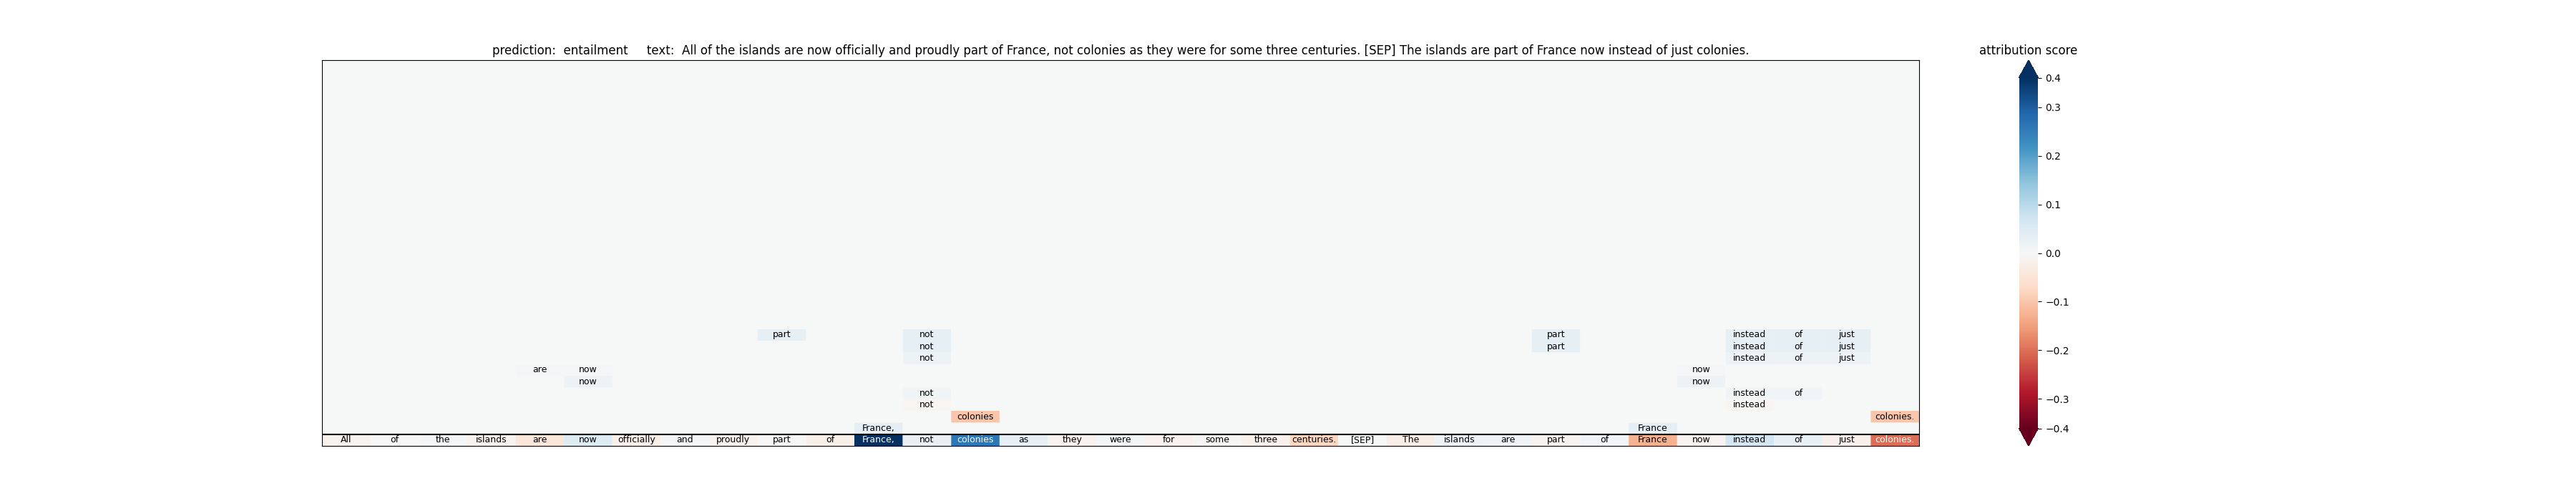 prediction:  entailment     text:  All of the islands are now officially and proudly part of France, not colonies as they were for some three centuries. [SEP] The islands are part of France now instead of just colonies.
attribution score
0.4
0.3
0.2
0.1
0.0
−0.1
−0.2
−0.3
−0.4
part not part instead of just
not part instead of just
not instead of just
are now now
now now
not instead of
not instead
colonies colonies.
France, France
All of the islands are now officially and proudly part of France, not colonies as they were for some three centuries. [SEP] The islands are part of France now instead of just colonies.